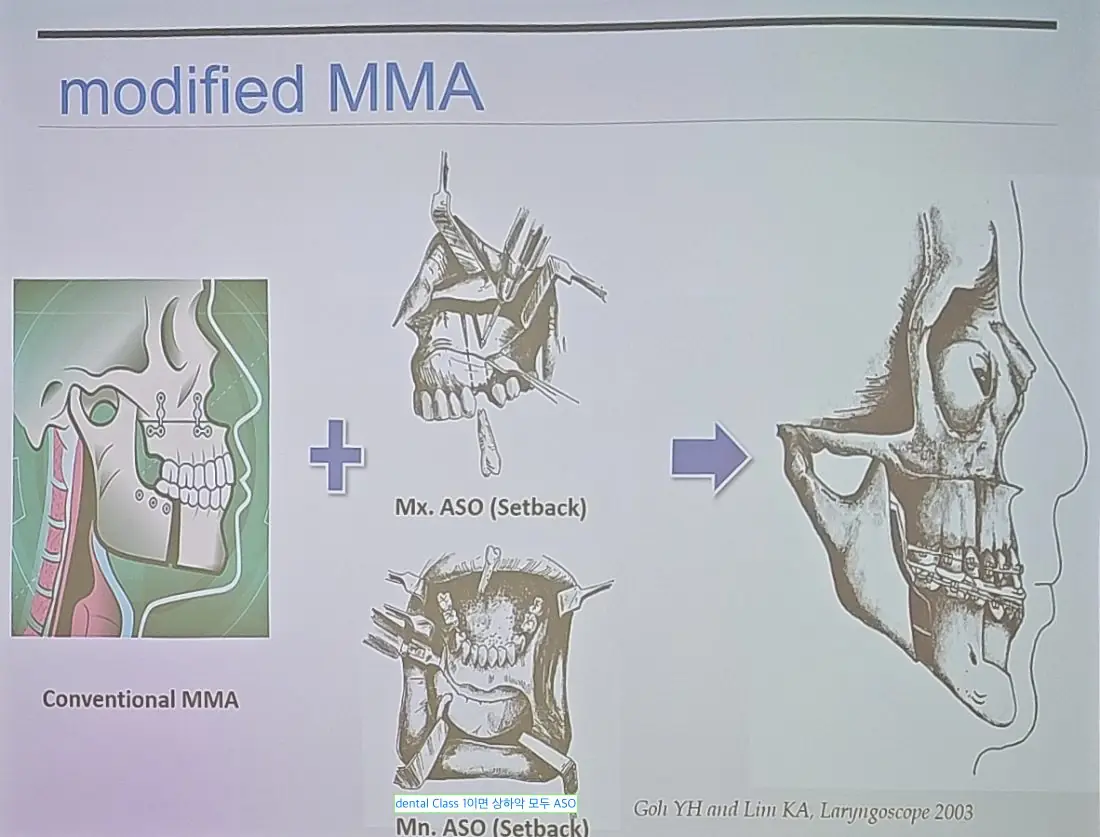 modified MMA
Mx. ASO (Setback)
Conventional MMA
dental Class 1이면 상하악 모두 ASO
Mn. ASO (Setback)
Goh YH and Lim KA, Laryngoscope 2003